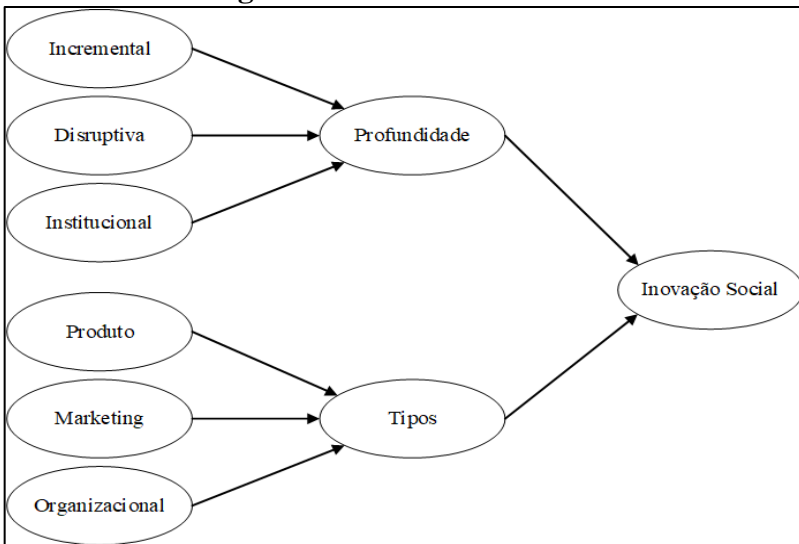 Incremental
Disruptiva
Profundidade
Institucional
Inovação Social
Produto
Marketing
Tipos
Organizacional